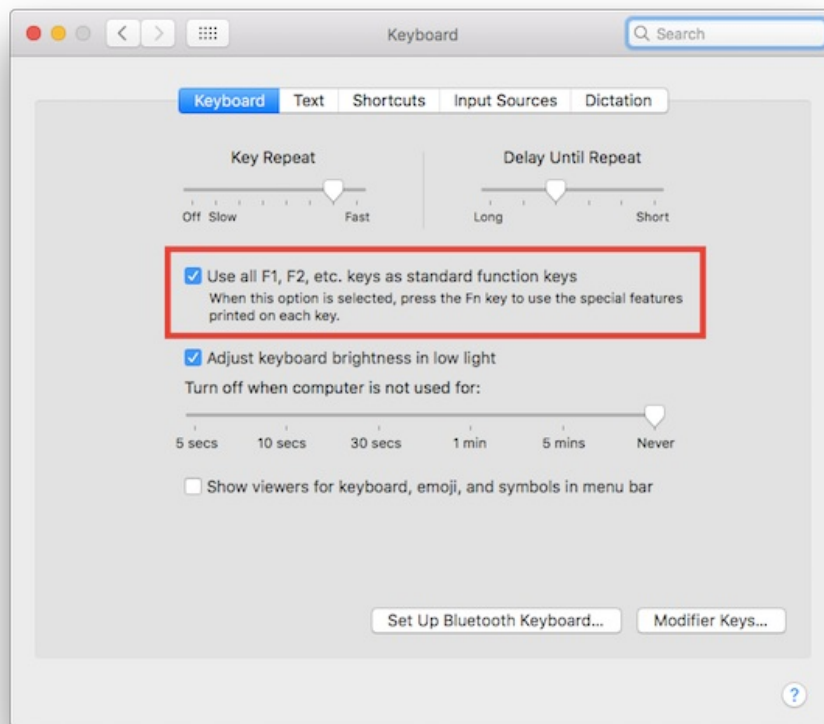 Keyboard
Search
Keyboard Text Shortcuts Input Sources Dictation
Key Repeat
Delay Until Repeat
Off Slow Fast
Long Short
Use all F1, F2, etc. keys as standard function keys
When this option is selected, press the Fn key to use the special features
printed on each key.
Adjust keyboard brightness in low light
Turn off when computer is not used for:
5 secs 10 secs 30 secs 1 min 5 mins Never
Show viewers for keyboard, emoji, and symbols in menu bar
Set Up Bluetooth Keyboard... Modifier Keys...
?